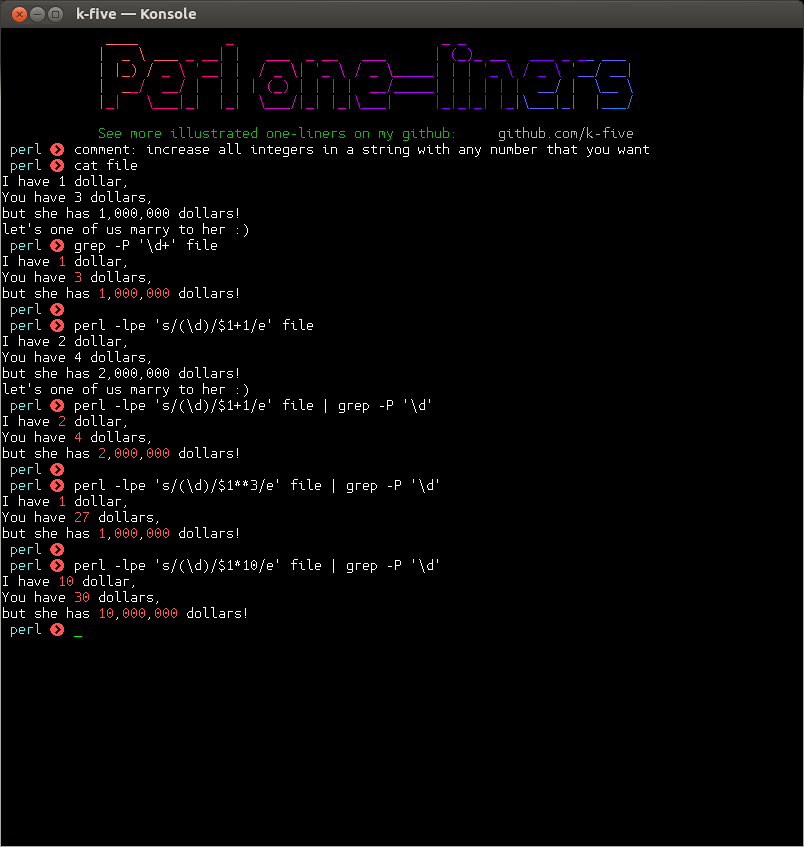 k-five — Konsole
Perl one-liners
See more illustrated one-liners on my github: github.com/k-five
perl ❯ comment: increase all integers in a string with any number that you want
perl ❯ cat file
I have 1 dollar,
You have 3 dollars,
but she has 1,000,000 dollars!
let's one of us marry to her :)
perl ❯ grep -P '\d+' file
I have 1 dollar,
You have 3 dollars,
but she has 1,000,000 dollars!
perl ❯
perl ❯ perl -lpe 's/(\d)/$1+1/e' file
I have 2 dollar,
You have 4 dollars,
but she has 2,000,000 dollars!
let's one of us marry to her :)
perl ❯ perl -lpe 's/(\d)/$1+1/e' file | grep -P '\d'
I have 2 dollar,
You have 4 dollars,
but she has 2,000,000 dollars!
perl ❯
perl ❯ perl -lpe 's/(\d)/$1**3/e' file | grep -P '\d'
I have 1 dollar,
You have 27 dollars,
but she has 1,000,000 dollars!
perl ❯
perl ❯ perl -lpe 's/(\d)/$1*10/e' file | grep -P '\d'
I have 10 dollar,
You have 30 dollars,
but she has 10,000,000 dollars!
perl ❯ _